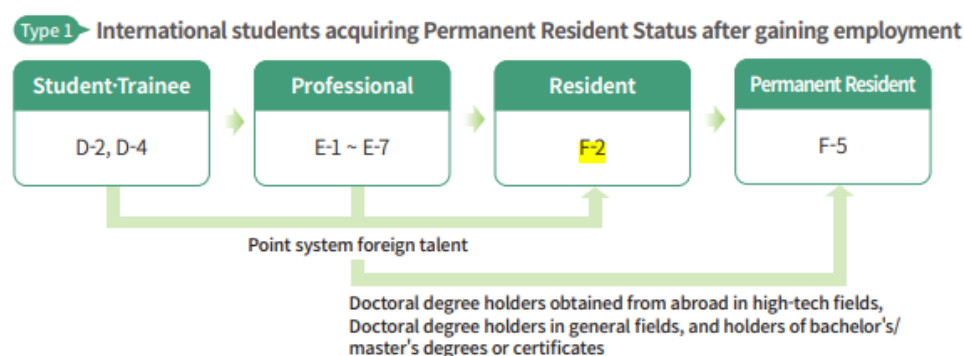 Type 1 International students acquiring Permanent Resident Status after gaining employment
Student·Trainee
D-2, D-4
Professional
E-1 ~ E-7
Resident
F-2
Permanent Resident
F-5
Point system foreign talent
Doctoral degree holders obtained from abroad in high-tech fields,
Doctoral degree holders in general fields, and holders of bachelor's/
master's degrees or certificates